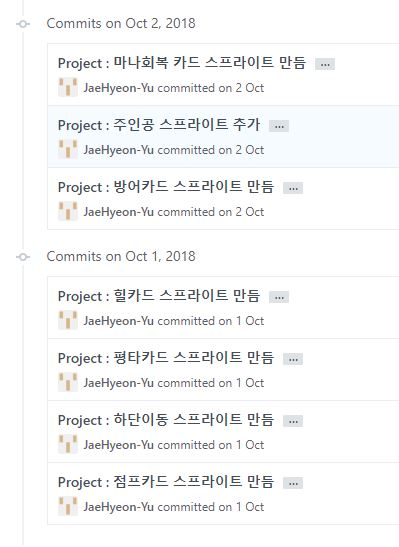 Commits on Oct 2, 2018
Project : 마나회복 카드 스프라이트 만듬 ...
JaeHyeon-Yu committed on 2 Oct
Project : 주인공 스프라이트 추가 ...
JaeHyeon-Yu committed on 2 Oct
Project : 방어카드 스프라이트 만듬 ...
JaeHyeon-Yu committed on 2 Oct
Commits on Oct 1, 2018
Project : 힐카드 스프라이트 만듬 ...
JaeHyeon-Yu committed on 1 Oct
Project : 평타카드 스프라이트 만듬 ...
JaeHyeon-Yu committed on 1 Oct
Project : 하단이동 스프라이트 만듬 ...
JaeHyeon-Yu committed on 1 Oct
Project : 점프카드 스프라이트 만듬 ...
JaeHyeon-Yu committed on 1 Oct